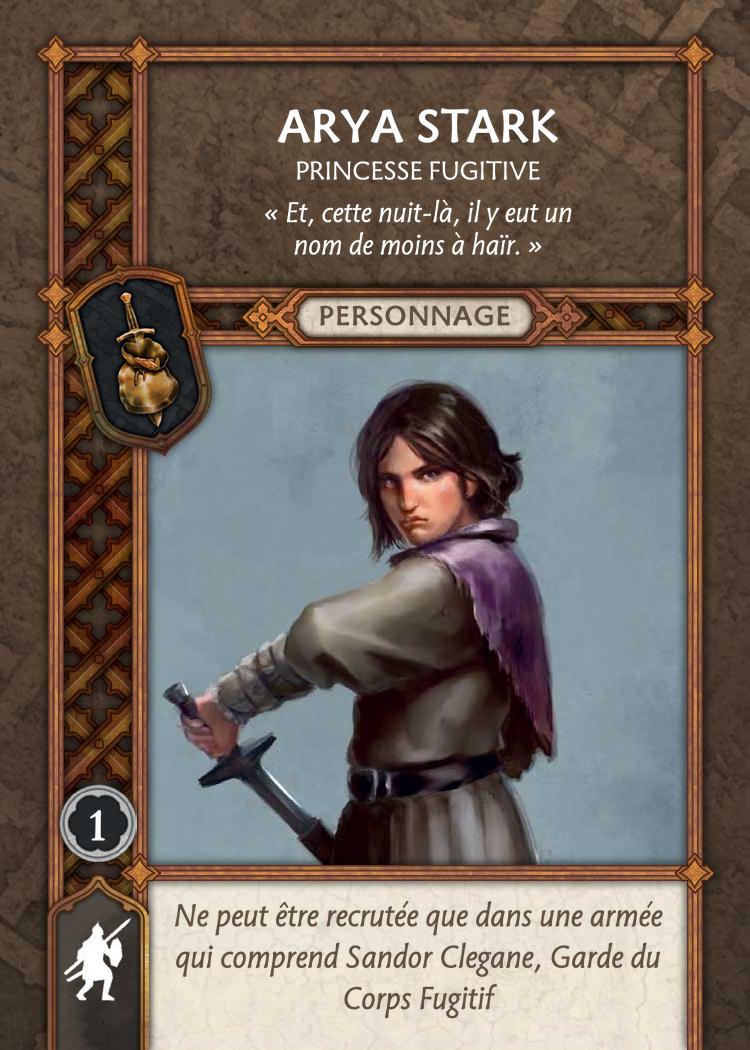 ARYA STARK
PRINCESSE FUGITIVE
« Et, cette nuit-là, il y eut un
nom de moins à haïr. »
PERSONNAGE
1
Ne peut être recrutée que dans une armée
qui comprend Sandor Clegane, Garde du
Corps Fugitif